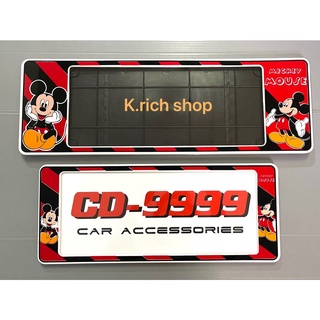 MICKEY
MOUSE
K.rich shop
CD-9999
CAR ACCESSORIES